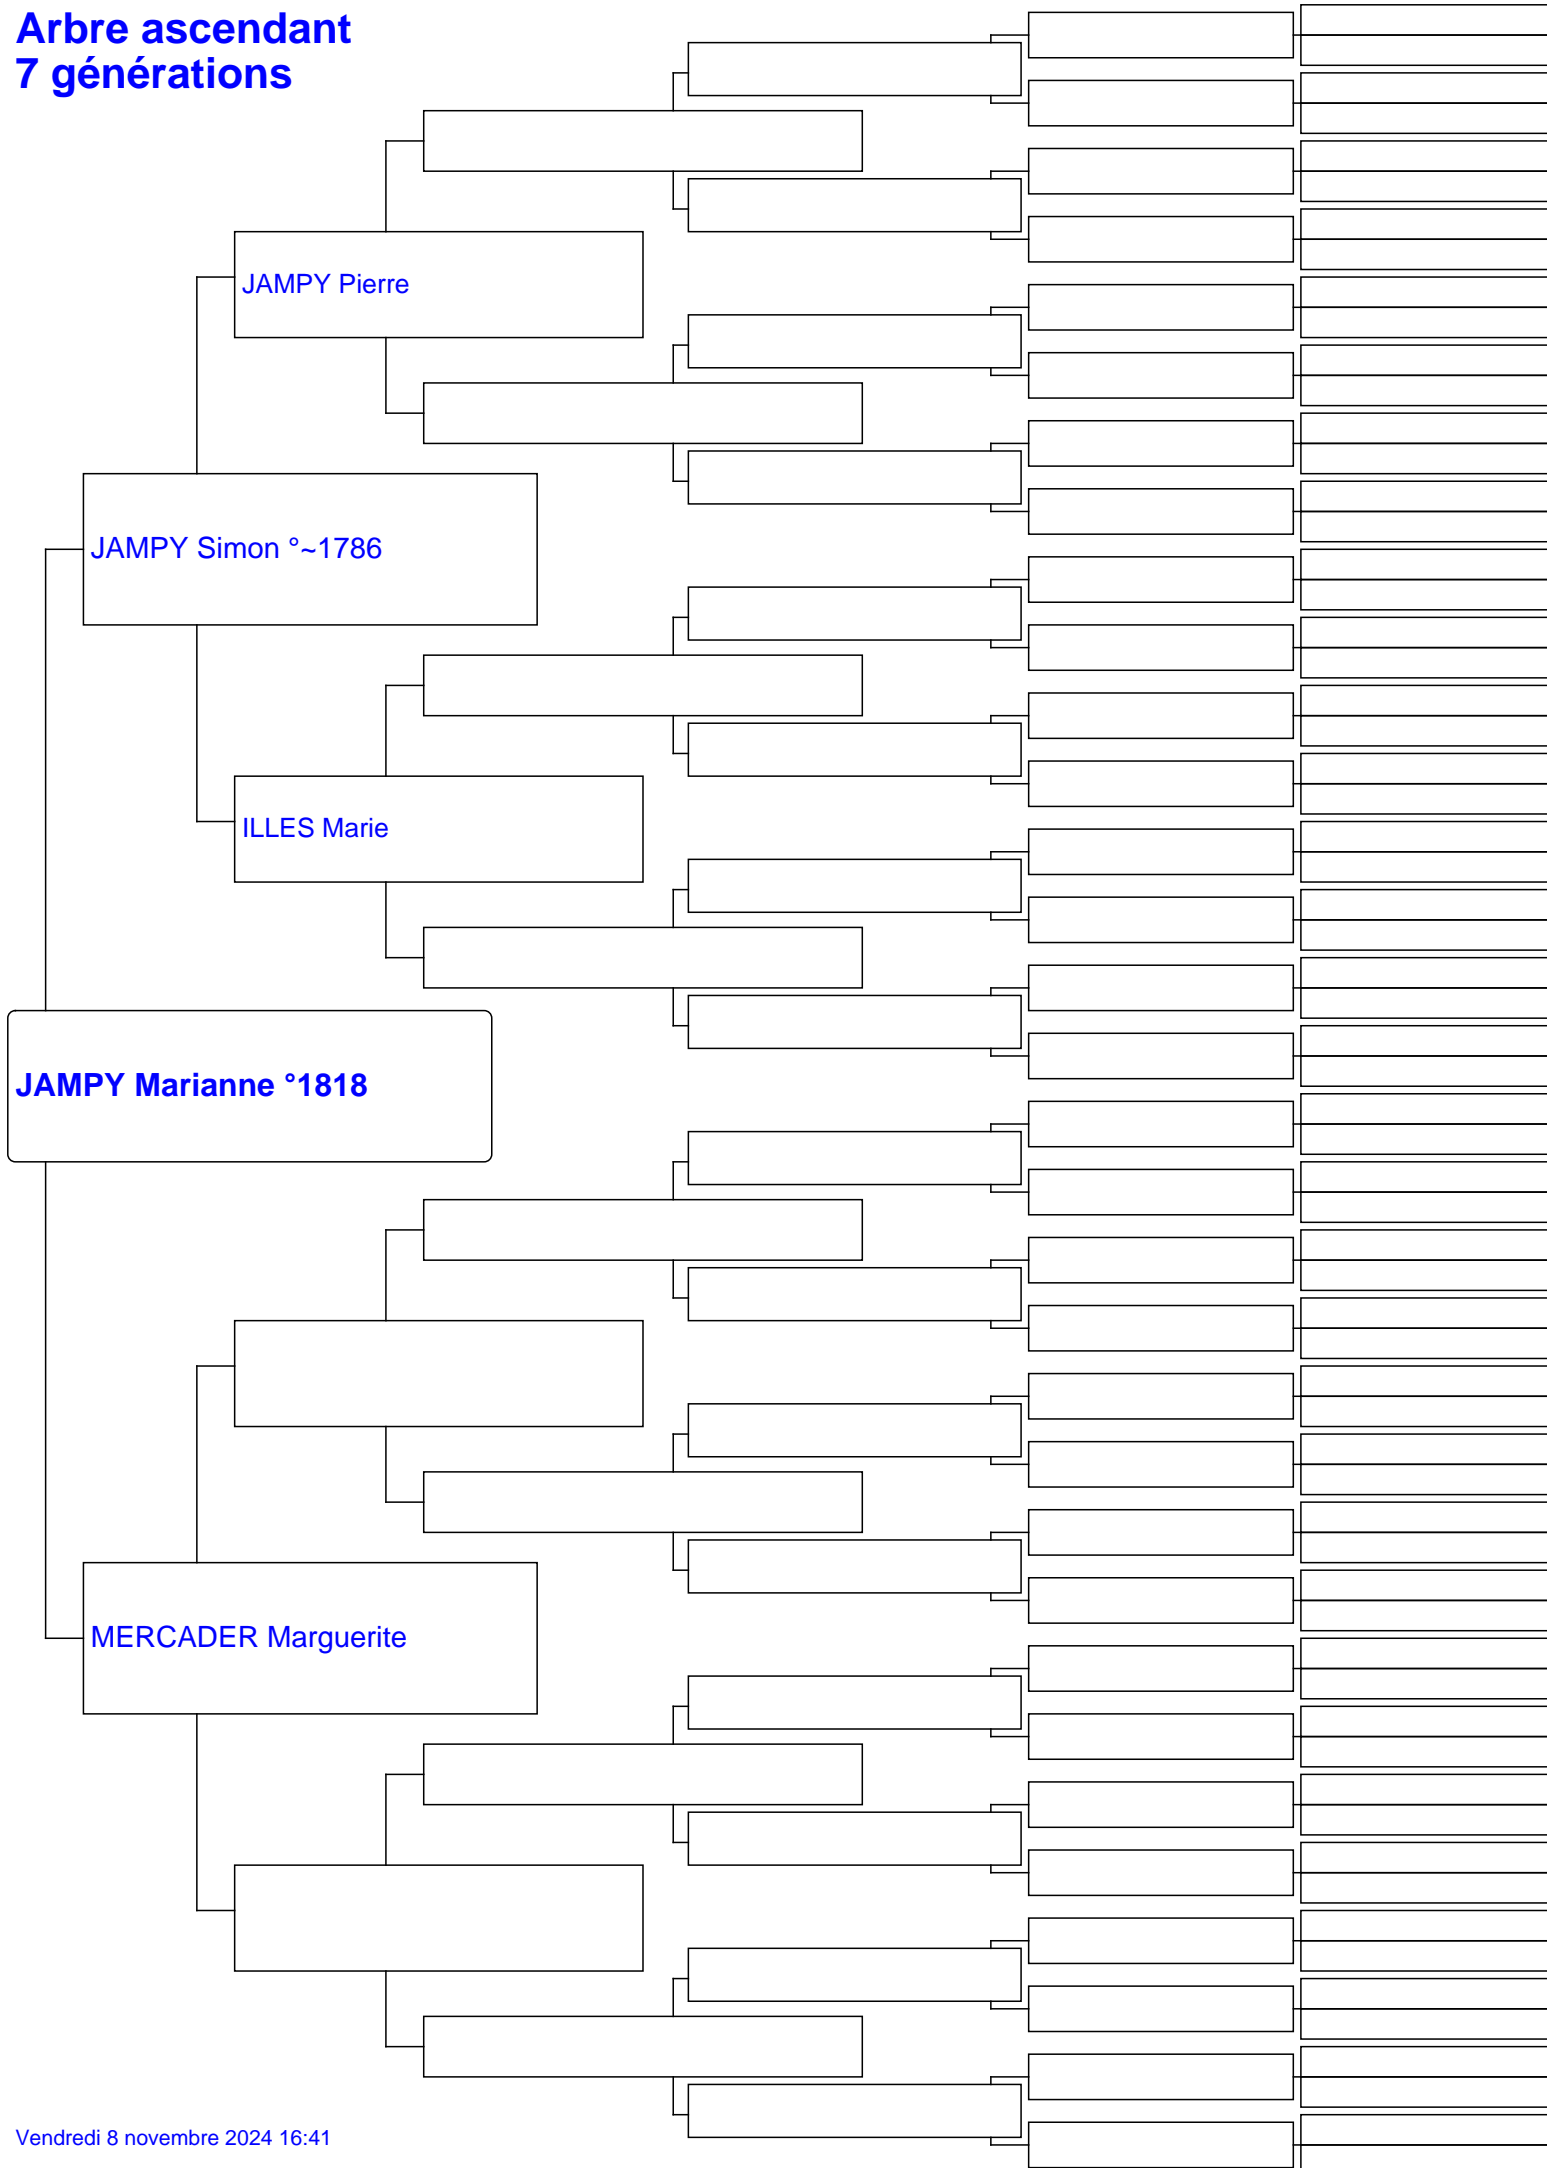 Arbre ascendant
7 générations
JAMPY Pierre
JAMPY Simon °~1786
ILLES Marie
JAMPY Marianne °1818
MERCADER Marguerite
Vendredi 8 novembre 2024 16:41